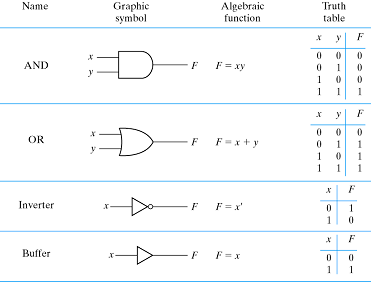 Name Graphic symbol Algebraic function Truth table
AND x y F F = xy
x y F
0 0 0
0 1 0
1 0 0
1 1 1
OR x y F F = x + y
x y F
0 0 0
0 1 1
1 0 1
1 1 1
Inverter x F F = x'
x F
0 1
1 0
Buffer x F F = x
x F
0 0
1 1